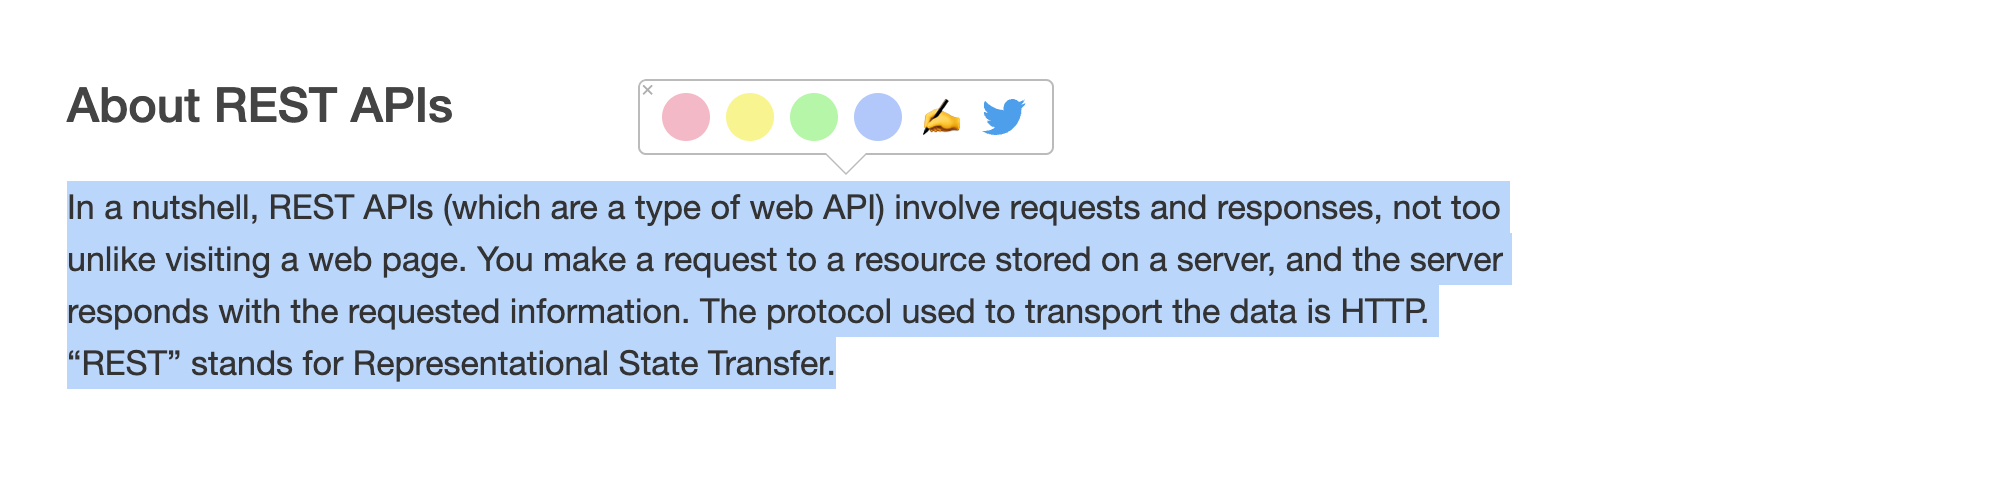 About REST APIs
In a nutshell, REST APIs (which are a type of web API) involve requests and responses, not too
unlike visiting a web page. You make a request to a resource stored on a server, and the server
responds with the requested information. The protocol used to transport the data is HTTP.
“REST” stands for Representational State Transfer.